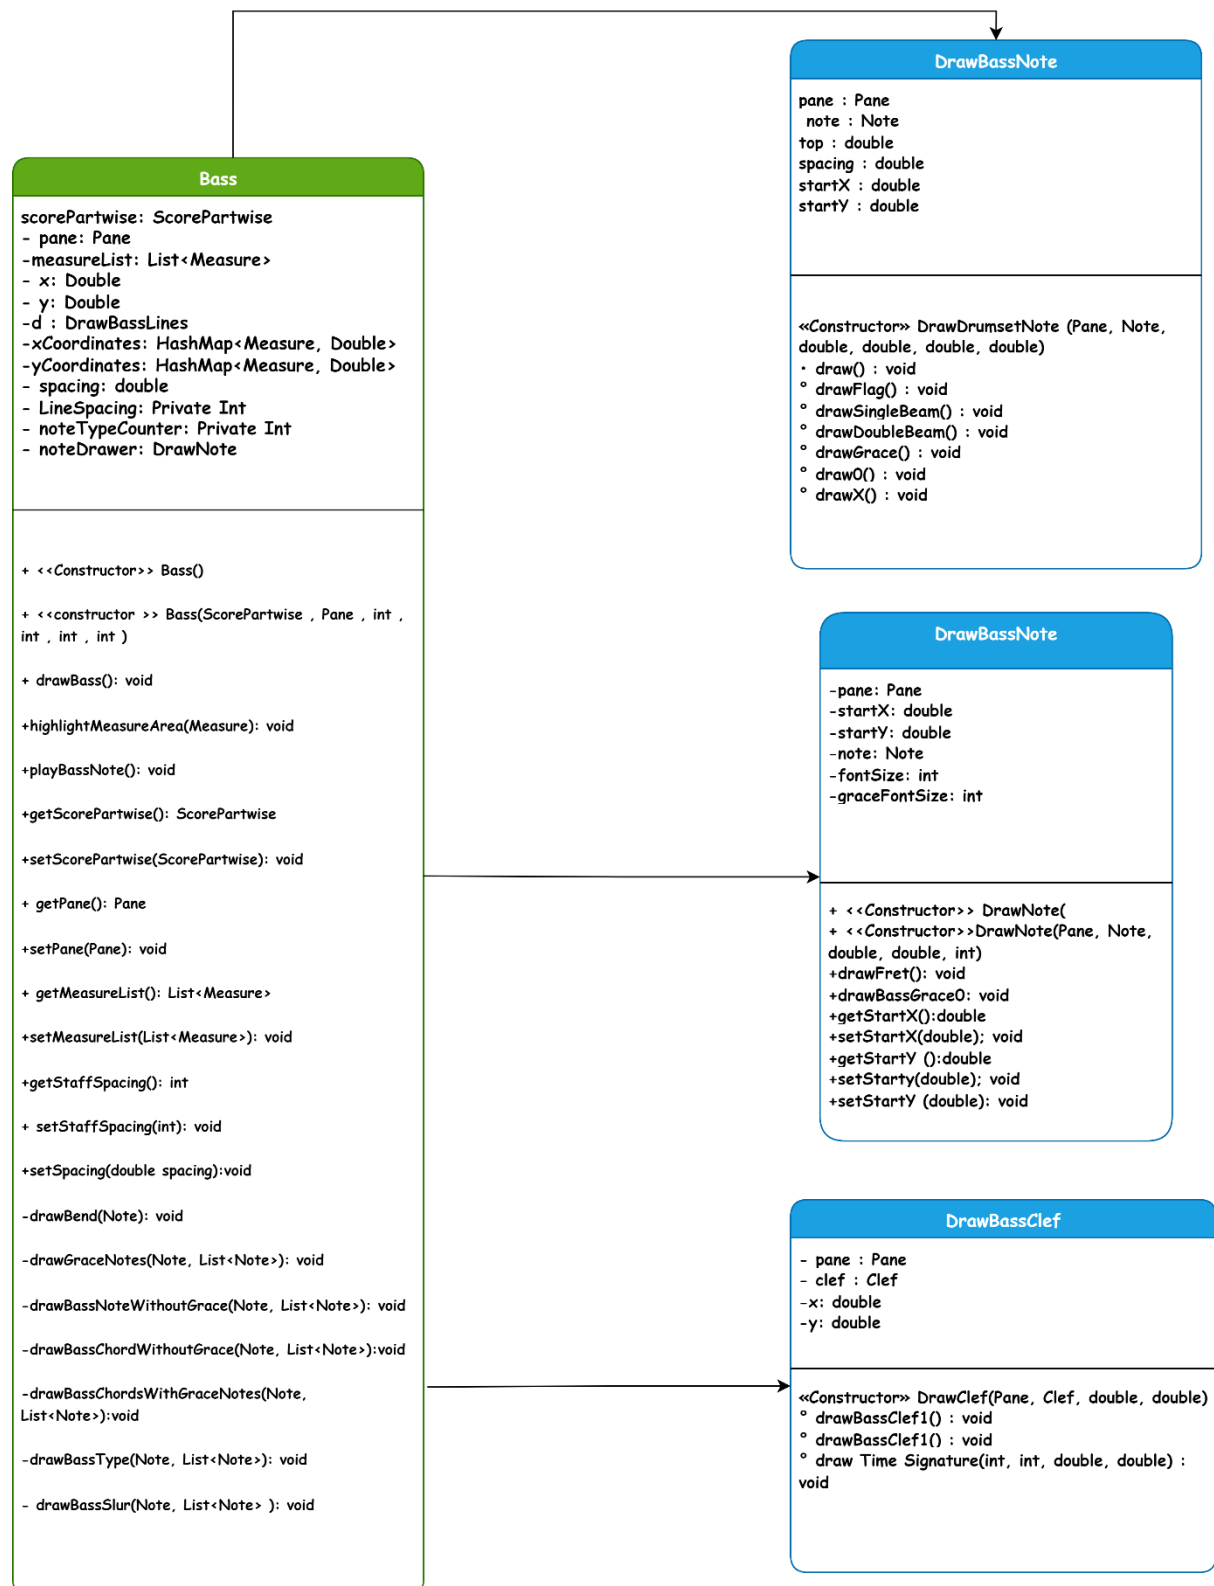 DrawBassNote
pane : Pane
note : Note
top : double
spacing : double
startX : double
startY : double
«Constructor» DrawDrumsetNote (Pane, Note,
double, double, double, double)
· draw() : void
° drawFlag() : void
° drawSingleBeam() : void
° drawDoubleBeam() : void
° drawGrace() : void
° draw0() : void
° drawX() : void
Bass
scorePartwise: ScorePartwise
- pane: Pane
-measureList: List<Measure>
- x: Double
- y: Double
-d : DrawBassLines
-xCoordinates: HashMap<Measure, Double>
-yCoordinates: HashMap<Measure, Double>
- spacing: double
- LineSpacing: Private Int
- noteTypeCounter: Private Int
- noteDrawer: DrawNote
+ <<Constructor>> Bass()
+ <<constructor >> Bass(ScorePartwise , Pane , int ,
int , int , int )
+ drawBass(): void
+highlightMeasureArea(Measure): void
+playBassNote(): void
+getScorePartwise(): ScorePartwise
+setScorePartwise(ScorePartwise): void
+ getPane(): Pane
+setPane(Pane): void
+ getMeasureList(): List<Measure>
+setMeasureList(List<Measure>): void
+getStaffSpacing(): int
+ setStaffSpacing(int): void
+setSpacing(double spacing):void
-drawBend(Note): void
-drawGraceNotes(Note, List<Note>): void
-drawBassNoteWithoutGrace(Note, List<Note>): void
-drawBassChordWithoutGrace(Note, List<Note>):void
-drawBassChordsWithGraceNotes(Note,
List<Note>):void
-drawBassType(Note, List<Note>): void
- drawBassSlur(Note, List<Note> ): void
DrawBassNote
-pane: Pane
-startX: double
-startY: double
-note: Note
-fontSize: int
-graceFontSize: int
+ <<Constructor>> DrawNote(
+ <<Constructor>>DrawNote(Pane, Note,
double, double, int)
+drawFret(): void
+drawBassGraceO: void
+getStartX():double
+setStartX(double); void
+getStartY ():double
+setStarty(double); void
+setStartY (double): void
DrawBassClef
- pane : Pane
- clef : Clef
-x: double
-y: double
«Constructor» DrawClef(Pane, Clef, double, double)
° drawBassClef1() : void
° drawBassClef1() : void
° draw Time Signature(int, int, double, double) :
void